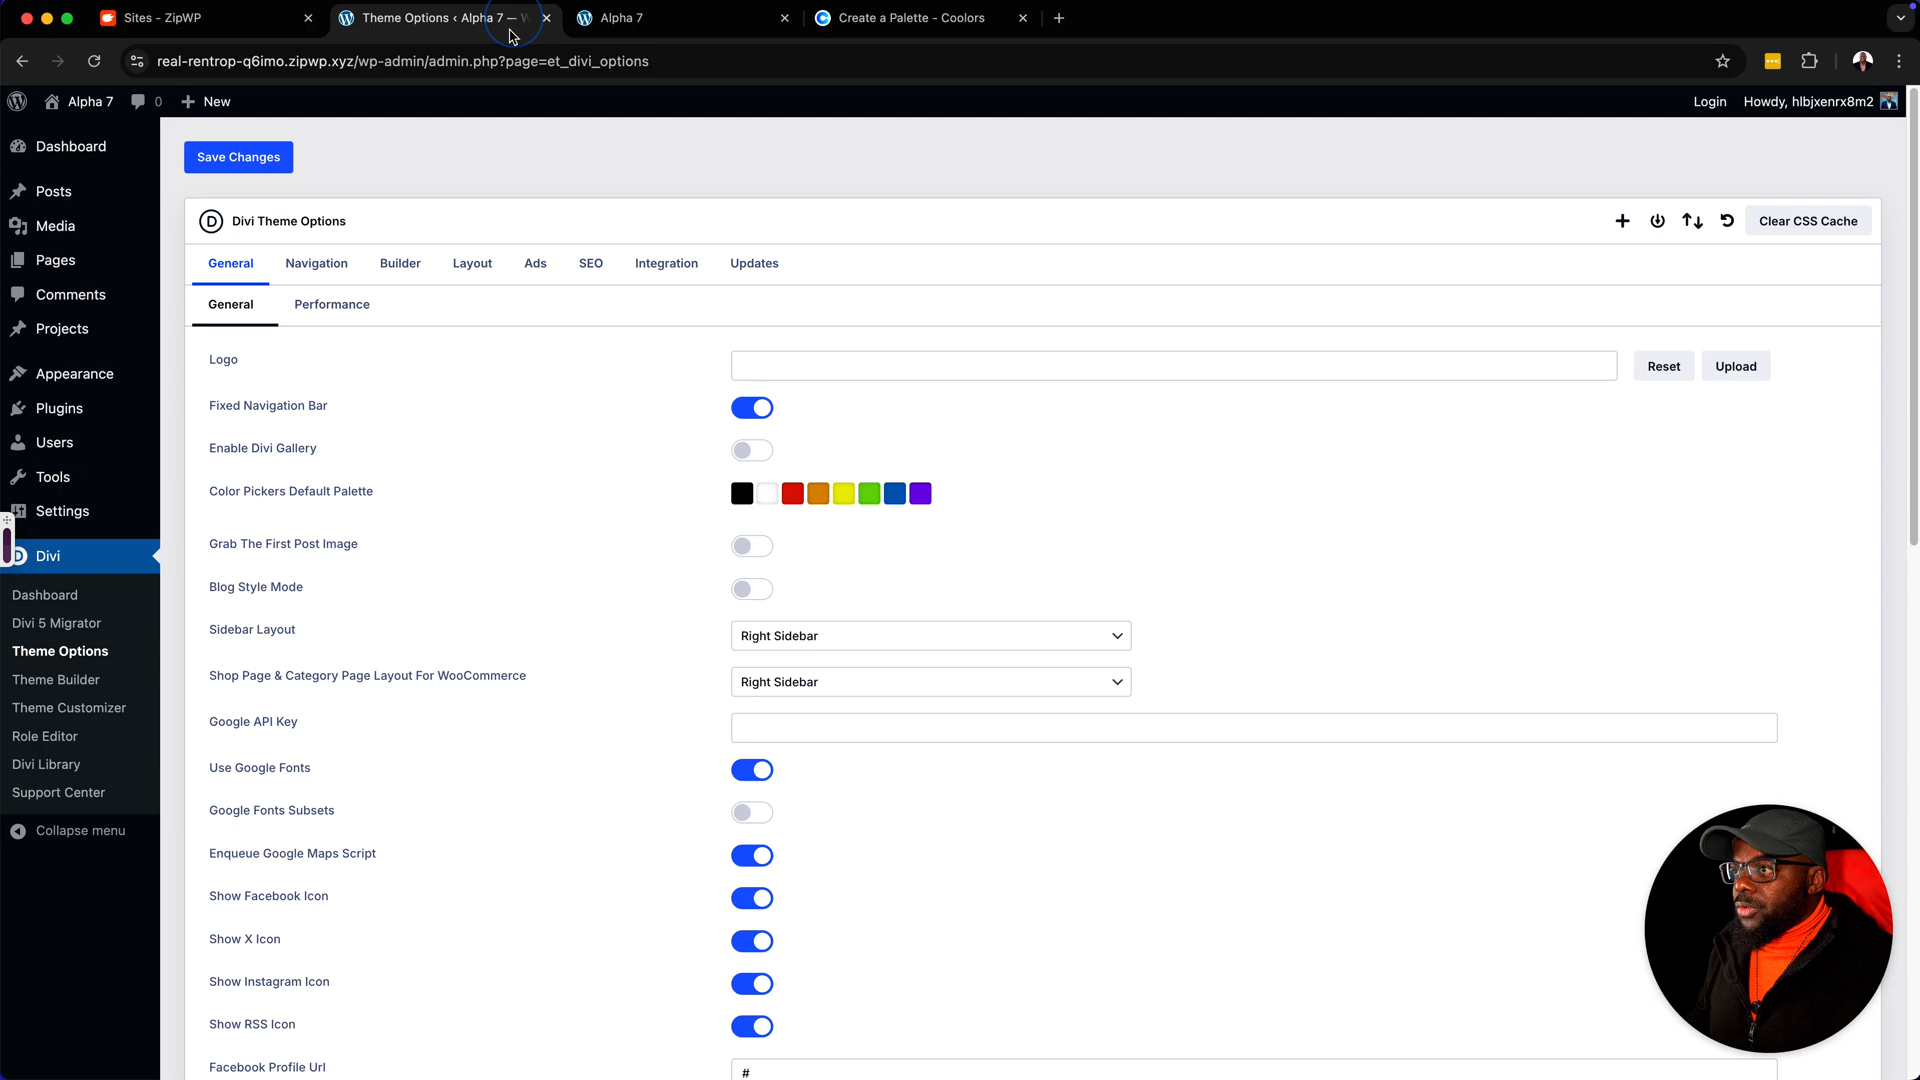 Sites - ZipWP
Theme Options ‹ Alpha 7 — W
Alpha 7
Create a Palette - Coolors
real-rentrop-q6imo.zipwp.xyz/wp-admin/admin.php?page=et_divi_options
Alpha 7
0
New
Login
Howdy, hlbjxenrx8m2
Dashboard
Posts
Media
Pages
Comments
Projects
Appearance
Plugins
Users
Tools
Settings
Divi
Dashboard
Divi 5 Migrator
Theme Options
Theme Builder
Theme Customizer
Role Editor
Divi Library
Support Center
Collapse menu
Save Changes
D
Divi Theme Options
Clear CSS Cache
General
Navigation
Builder
Layout
Ads
SEO
Integration
Updates
General
Performance
Logo
Reset
Upload
Fixed Navigation Bar
Enable Divi Gallery
Color Pickers Default Palette
Grab The First Post Image
Blog Style Mode
Sidebar Layout
Right Sidebar
Shop Page & Category Page Layout For WooCommerce
Right Sidebar
Google API Key
Use Google Fonts
Google Fonts Subsets
Enqueue Google Maps Script
Show Facebook Icon
Show X Icon
Show Instagram Icon
Show RSS Icon
Facebook Profile Url
#